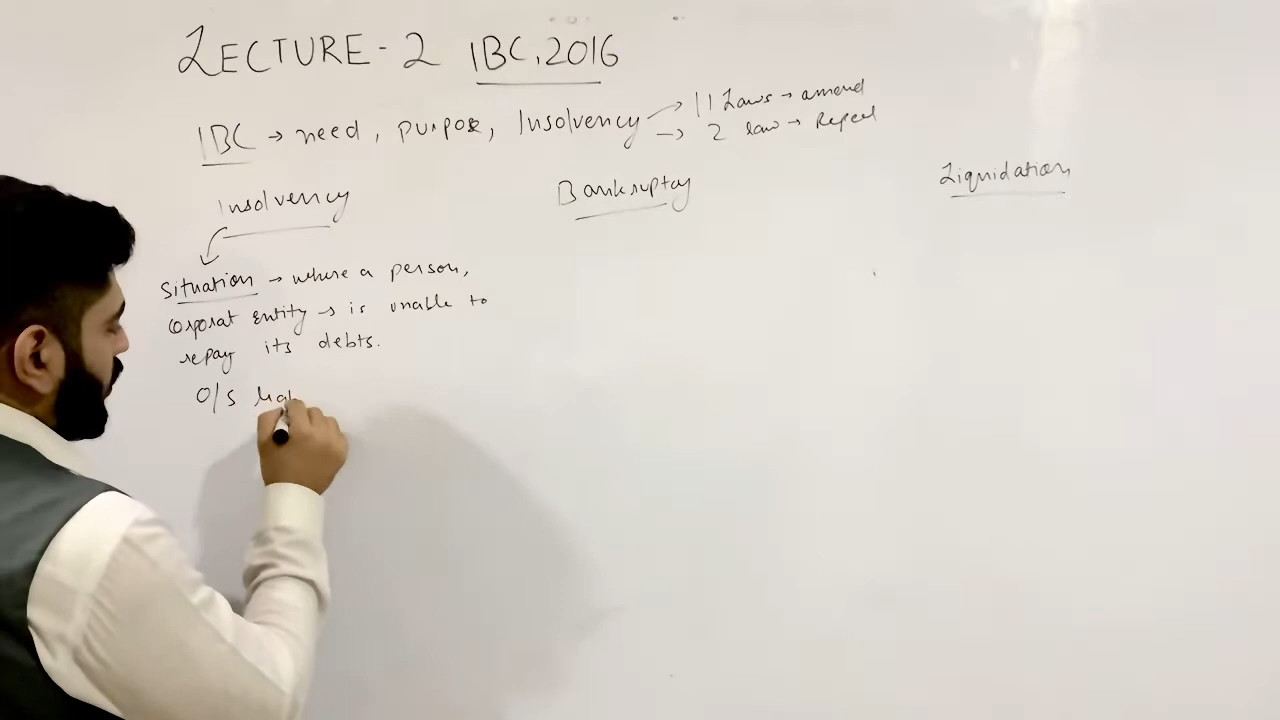 LECTURE-2 IBC, 2016
IBC → need, purpose, Insolvency → 11 Laws → amend
→ 2 law → Repeal
Insolvency
Bankruptcy
Liquidation
Situation → where a person,
Corporat Entity → is unable to
repay its debts.
O/S